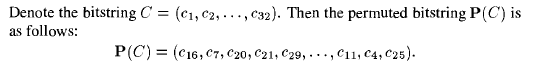 Denote the bitstring C = (c₁, c₂, . . . , c₃₂). Then the permuted bitstring P(C) is
as follows:
P(C) = (c₁₆, c₇, c₂₀, c₂₁, c₂₉, . . . , c₁₁, c₄, c₂₅).